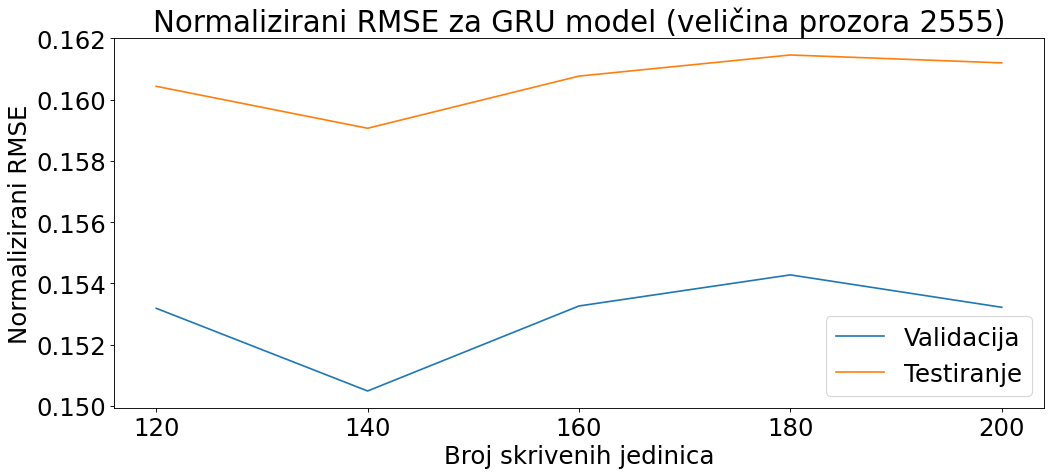 Normalizirani RMSE za GRU model (veličina prozora 2555)
Normalizirani RMSE
0.162
0.160
0.158
0.156
0.154
0.152
0.150
Validacija
Testiranje
120 140 160 180 200
Broj skrivenih jedinica